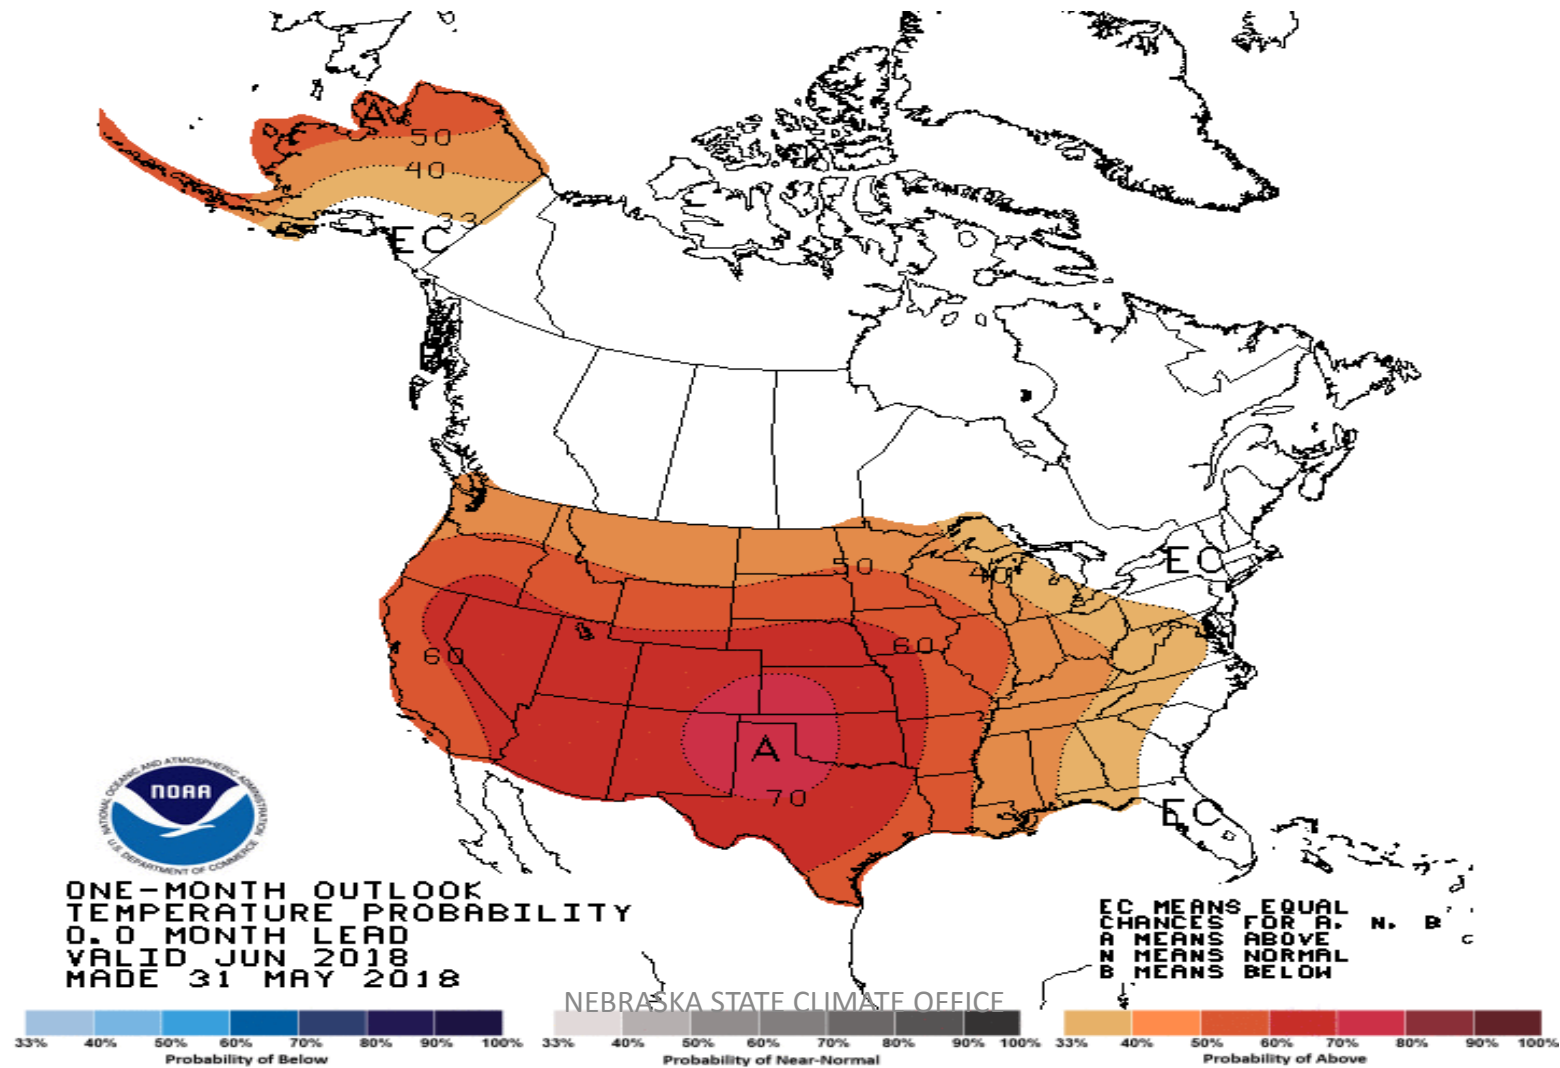 A
50
40
33
EC
EC
50
40
60
60
A
70
EC
NATIONAL OCEANIC AND ATMOSPHERIC ADMINISTRATION
NOAA
U.S. DEPARTMENT OF COMMERCE
ONE-MONTH OUTLOOK
TEMPERATURE PROBABILITY
0.0 MONTH LEAD
VALID JUN 2018
MADE 31 MAY 2018
EC MEANS EQUAL
CHANCES FOR A, N, B
A MEANS ABOVE
N MEANS NORMAL
B MEANS BELOW
NEBRASKA STATE CLIMATE OFFICE
33% 40% 50% 60% 70% 80% 90% 100%
Probability of Below
33% 40% 50% 60% 70% 80% 90% 100%
Probability of Near-Normal
33% 40% 50% 60% 70% 80% 90% 100%
Probability of Above